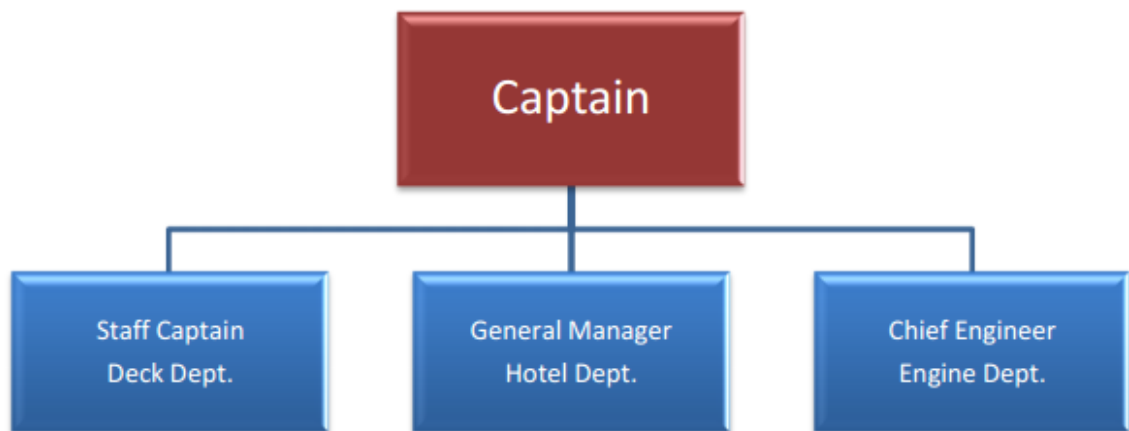 Captain
Staff Captain
Deck Dept.
General Manager
Hotel Dept.
Chief Engineer
Engine Dept.